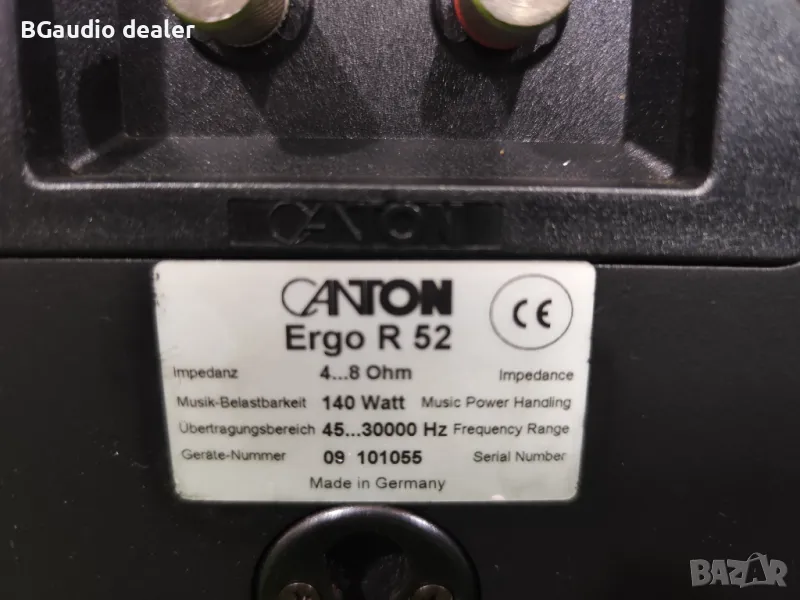 BGaudio dealer
CANTON
CANTON
Ergo R 52
CE
Impedanz 4...8 Ohm Impedance
Musik-Belastbarkeit 140 Watt Music Power Handling
Übertragungsbereich 45...30000 Hz Frequency Range
Geräte-Nummer 09 101055 Serial Number
Made in Germany
BAZAR